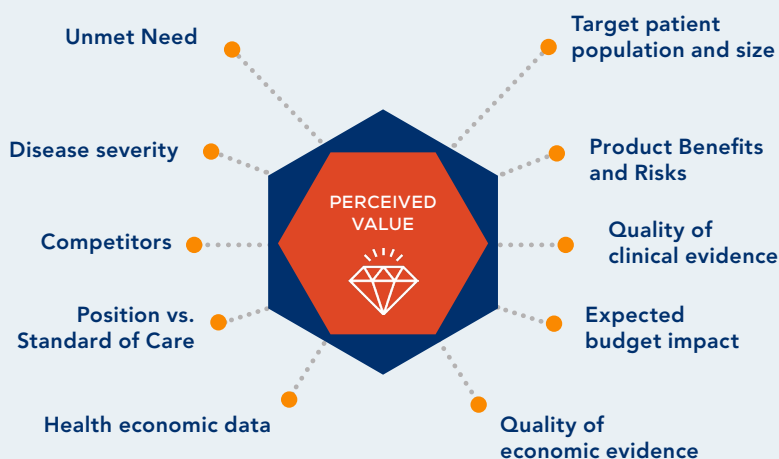 Unmet Need
Target patient
population and size
Disease severity
Product Benefits
and Risks
PERCEIVED
VALUE
Competitors
Quality of
clinical evidence
Position vs.
Standard of Care
Expected
budget impact
Health economic data
Quality of
economic evidence